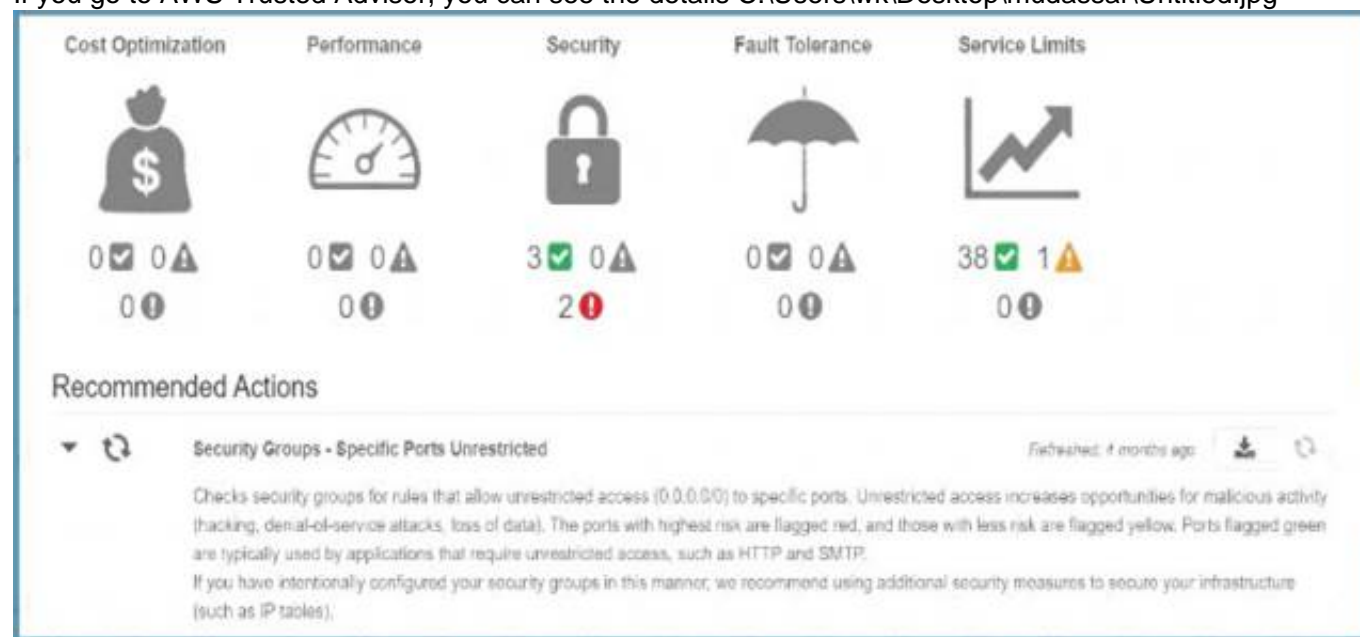 If you go to AWS Trusted Advisor, you can see the details C:\Users\wk\Desktop\mudassar\Untitled.jpg
Cost Optimization Performance Security Fault Tolerance Service Limits
$
0 0 0 0 3 0 0 0 38 1
0 0 2 0 0
Recommended Actions
Security Groups - Specific Ports Unrestricted Refreshed: 4 months ago
Checks security groups for rules that allow unrestricted access (0.0.0.0/0) to specific ports. Unrestricted access increases opportunities for malicious activity
(hacking, denial-of-service attacks, loss of data). The ports with highest risk are flagged red, and those with less risk are flagged yellow. Ports flagged green
are typically used by applications that require unrestricted access, such as HTTP and SMTP.
If you have intentionally configured your security groups in this manner, we recommend using additional security measures to secure your infrastructure
(such as IP tables).